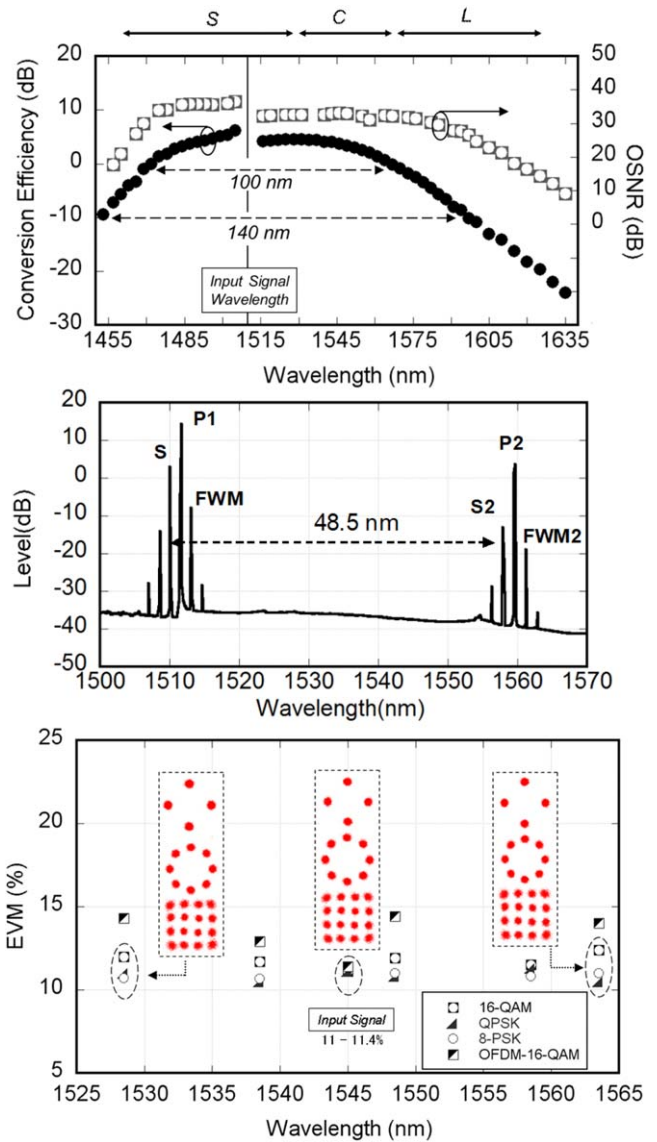 S C L
20 50
10 40
0 30
-10 20
-20 10
-30 0
Conversion Efficiency (dB)
OSNR (dB)
100 nm
140 nm
Input Signal
Wavelength
1455 1485 1515 1545 1575 1605 1635
Wavelength (nm)
20
10
0
-10
-20
-30
-40
-50
Level(dB)
P1
S
FWM
48.5 nm
P2
S2
FWM2
1500 1510 1520 1530 1540 1550 1560 1570
Wavelength(nm)
25
20
15
10
5
EVM (%)
Input Signal
11 – 11.4%
16-QAM
QPSK
8-PSK
OFDM-16-QAM
1525 1530 1535 1540 1545 1550 1555 1560 1565
Wavelength (nm)